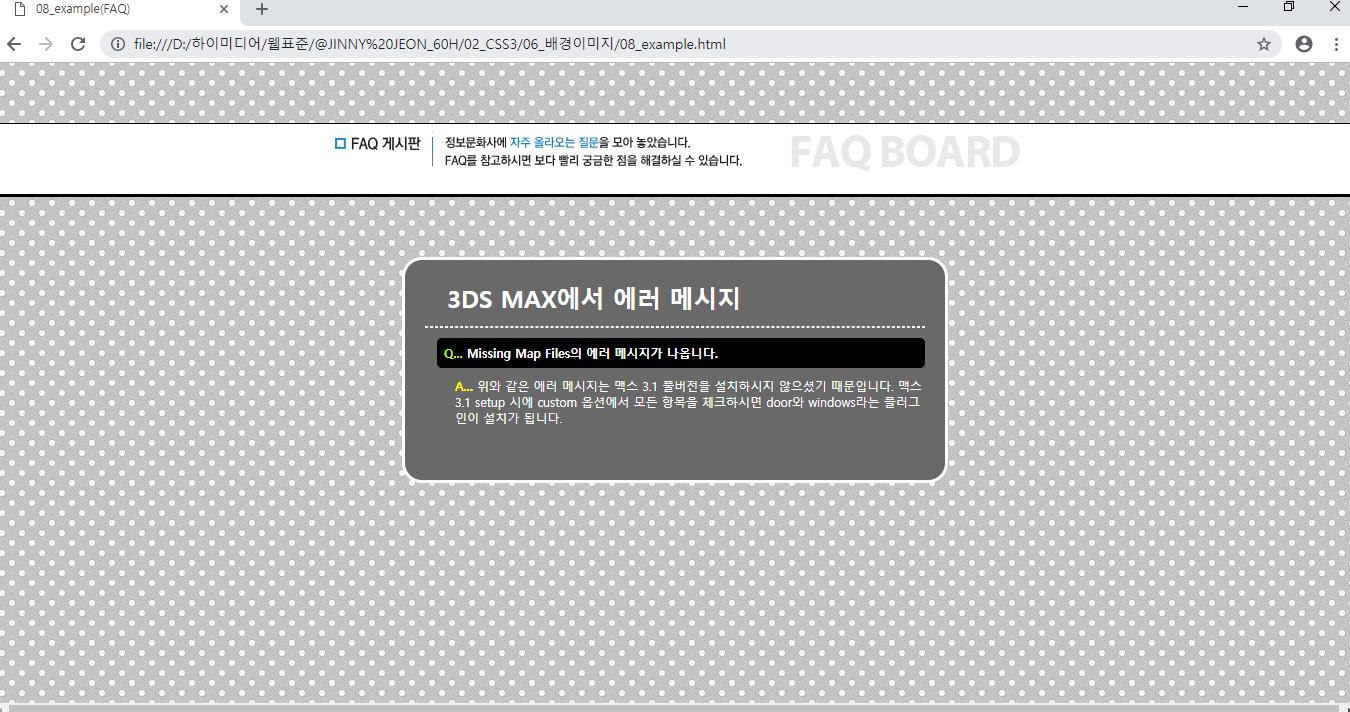 08_example(FAQ)
file:///D:/하이미디어/웹표준/@JINNY%20JEON_60H/02_CSS3/06_배경이미지/08_example.html
FAQ 게시판
정보문화사에 자주 올라오는 질문을 모아 놓았습니다.
FAQ를 참고하시면 보다 빨리 궁금한 점을 해결하실 수 있습니다.
FAQ BOARD
3DS MAX에서 에러 메시지
Q... Missing Map Files의 에러 메시지가 나옵니다.
A... 위와 같은 에러 메시지는 맥스 3.1 풀버전을 설치하시지 않으셨기 때문입니다. 맥스
3.1 setup 시에 custom 옵션에서 모든 항목을 체크하시면 door와 windows라는 플러그
인이 설치가 됩니다.